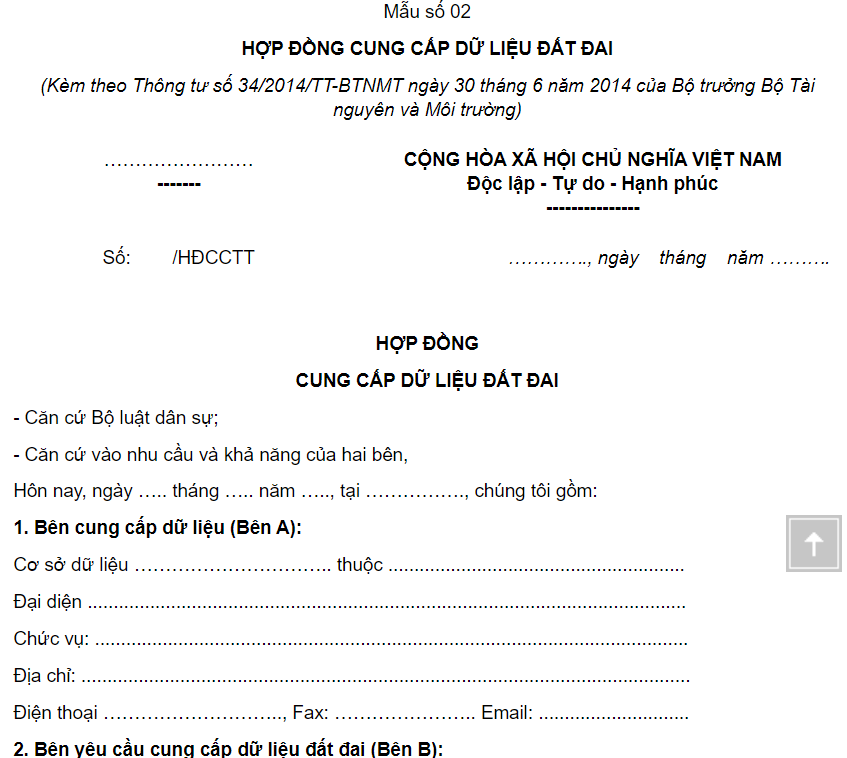 Mẫu số 02
HỢP ĐỒNG CUNG CẤP DỮ LIỆU ĐẤT ĐAI
(Kèm theo Thông tư số 34/2014/TT-BTNMT ngày 30 tháng 6 năm 2014 của Bộ trưởng Bộ Tài
nguyên và Môi trường)
…………………… CỘNG HÒA XÃ HỘI CHỦ NGHĨA VIỆT NAM
------- Độc lập - Tự do - Hạnh phúc
---------------
Số: /HĐCCTT …………., ngày tháng năm ……….
HỢP ĐỒNG
CUNG CẤP DỮ LIỆU ĐẤT ĐAI
- Căn cứ Bộ luật dân sự;
- Căn cứ vào nhu cầu và khả năng của hai bên,
Hôn nay, ngày ….. tháng ….. năm ….., tại ……………., chúng tôi gồm:
1. Bên cung cấp dữ liệu (Bên A):
Cơ sở dữ liệu ………………………….. thuộc .........................................................
Đại diện ...................................................................................................................
Chức vụ: ..................................................................................................................
Địa chỉ: .....................................................................................................................
Điện thoại ……………………….., Fax: ………………….. Email: .............................
2. Bên yêu cầu cung cấp dữ liệu đất đai (Bên B):